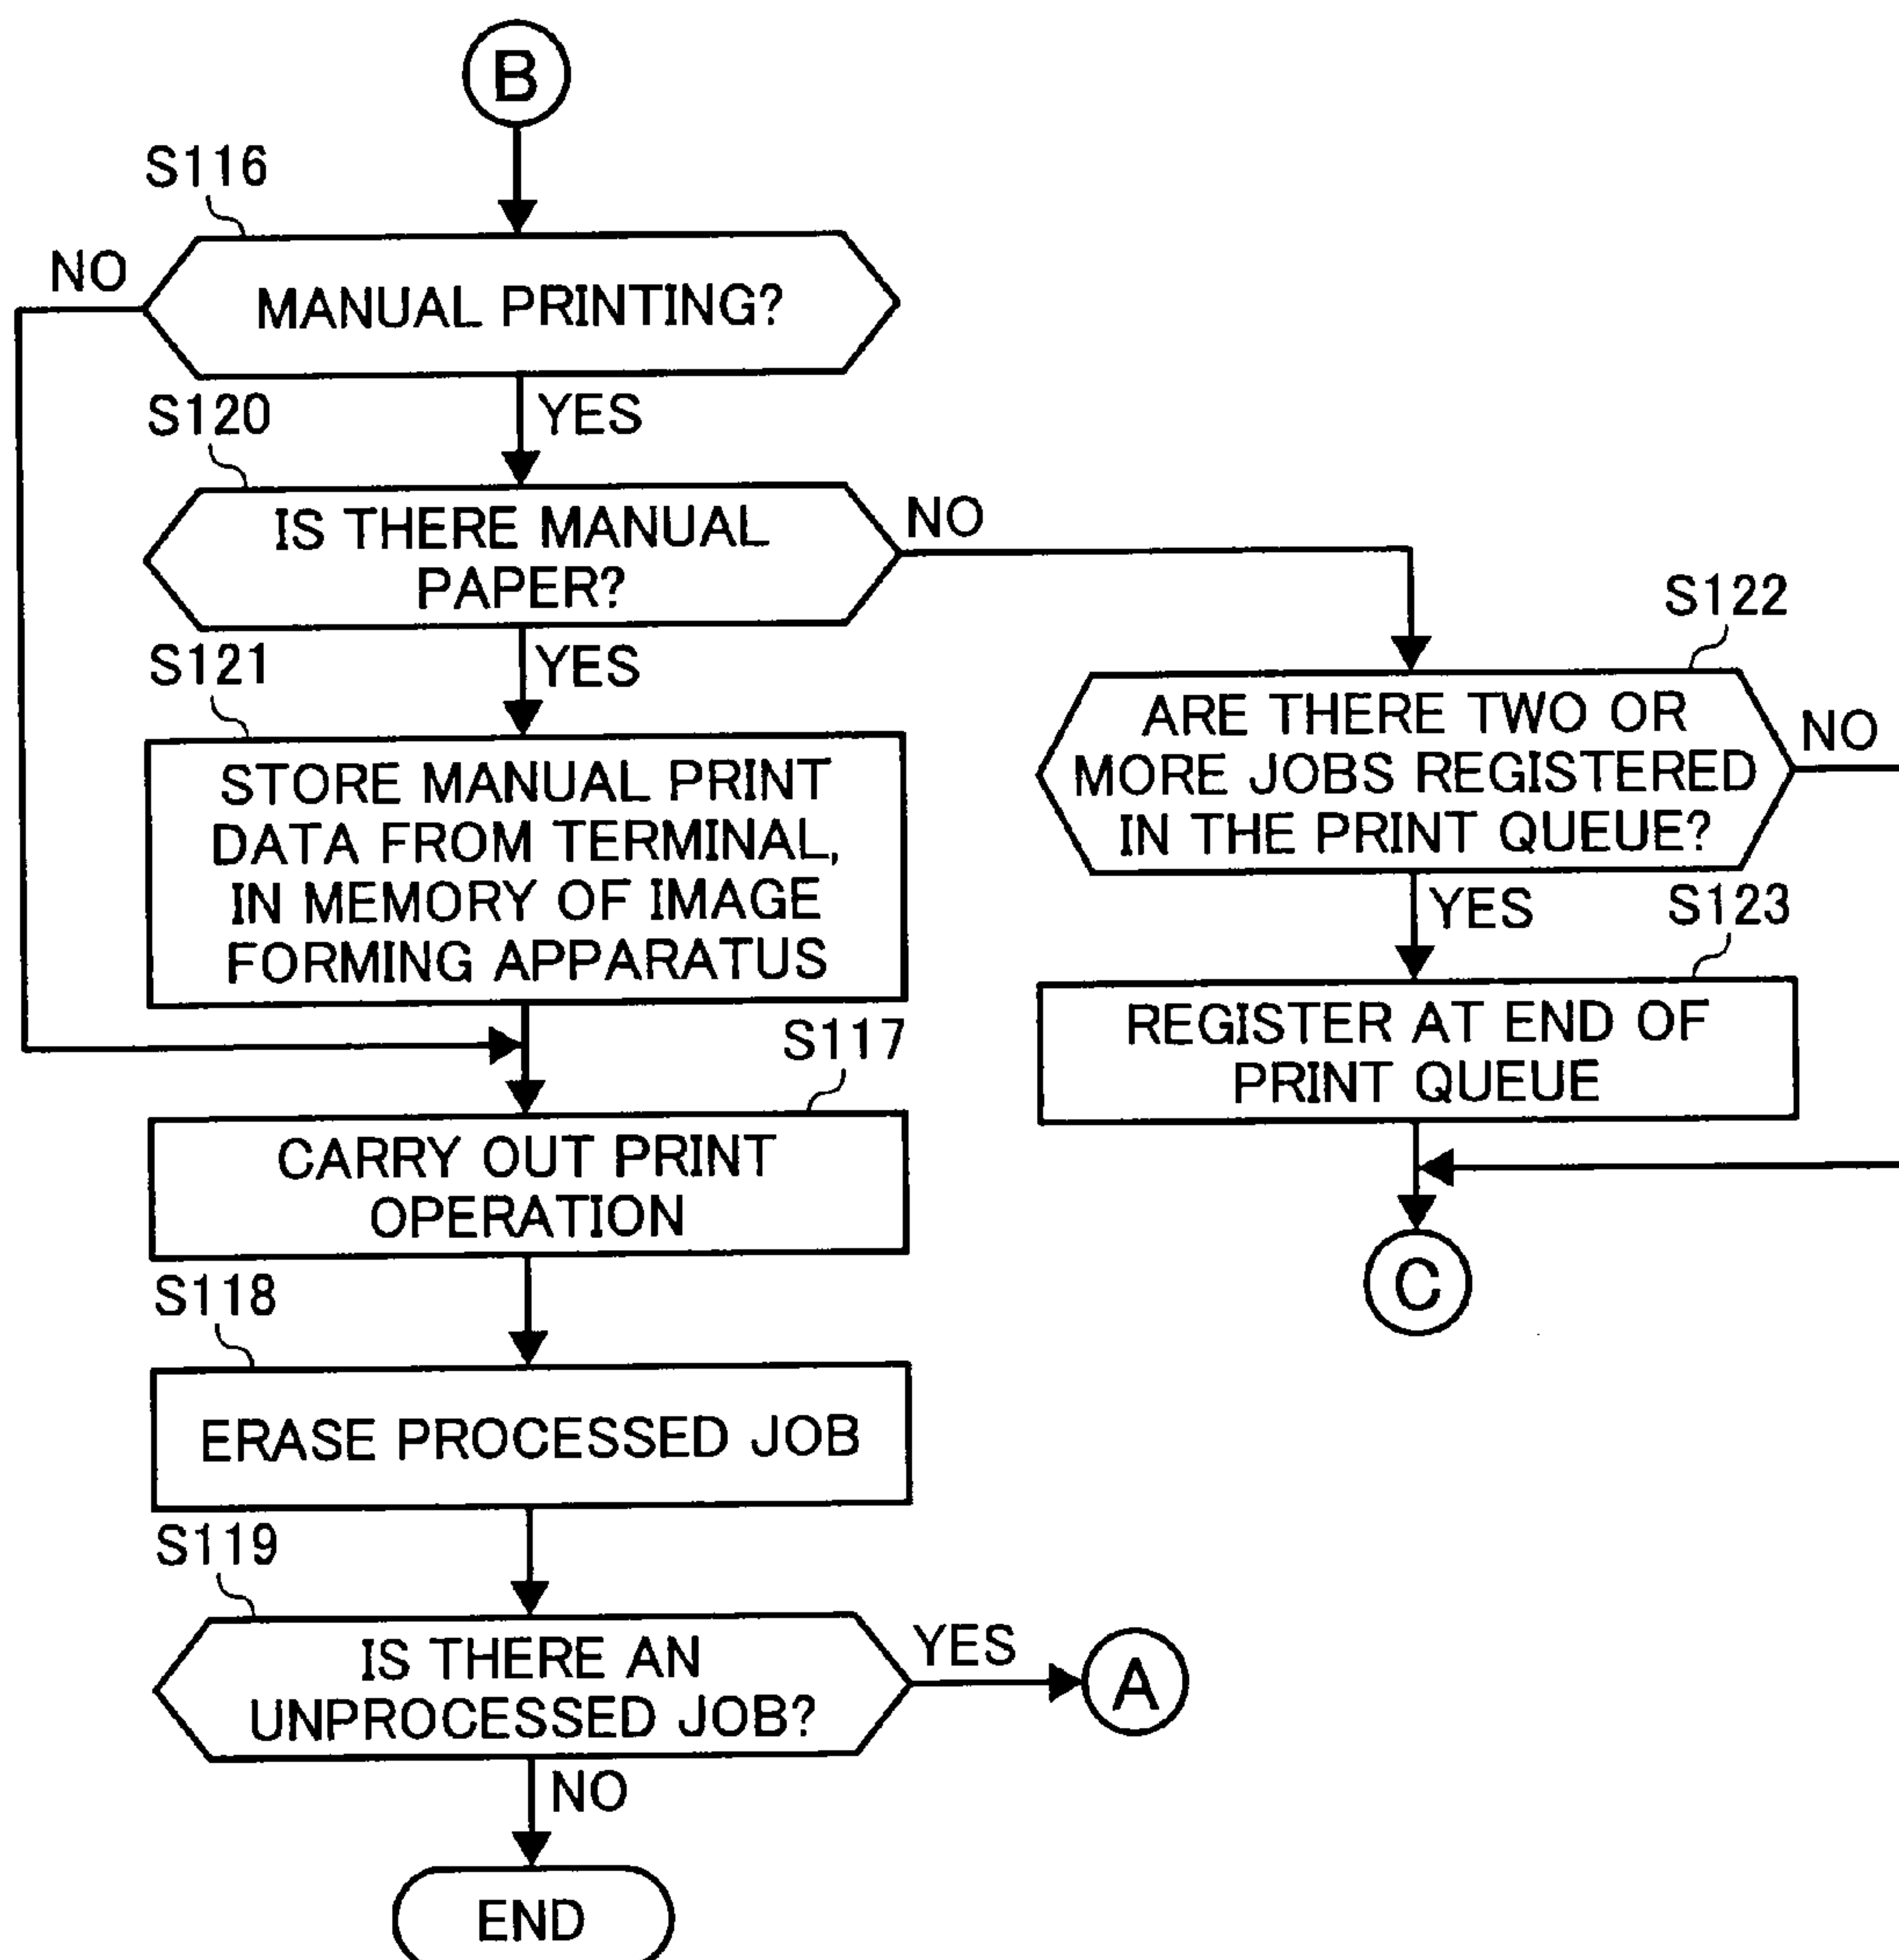 B
S116
NO
MANUAL PRINTING?
YES
S120
IS THERE MANUAL
PAPER?
NO
YES
S121
STORE MANUAL PRINT
DATA FROM TERMINAL,
IN MEMORY OF IMAGE
FORMING APPARATUS
S122
ARE THERE TWO OR
MORE JOBS REGISTERED
IN THE PRINT QUEUE?
NO
YES
S123
REGISTER AT END OF
PRINT QUEUE
C
S117
CARRY OUT PRINT
OPERATION
S118
ERASE PROCESSED JOB
S119
IS THERE AN
UNPROCESSED JOB?
YES
A
NO
END